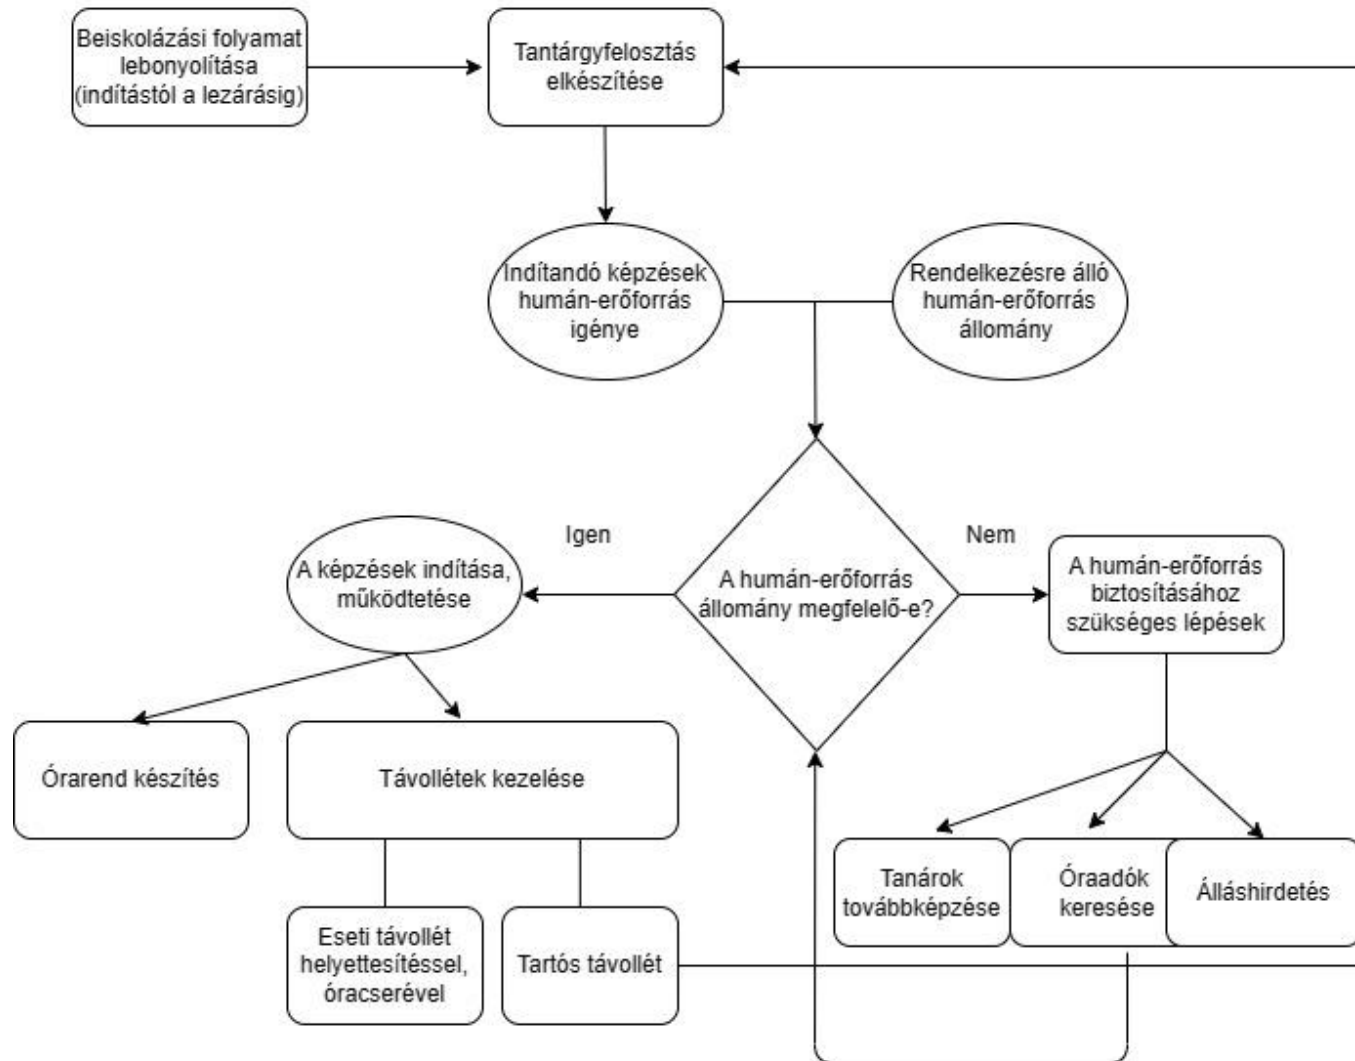 Beiskolázási folyamat
lebonyolítása
(indítástól a lezárásig)
Tantárgyfelosztás
elkészítése
Indítandó képzések
humán-erőforrás
igénye
Rendelkezésre álló
humán-erőforrás
állomány
Igen
Nem
A képzések indítása,
működtetése
A humán-erőforrás
állomány megfelelő-e?
A humán-erőforrás
biztosításához
szükséges lépések
Órarend készítés
Távollétek kezelése
Tanárok
továbbképzése
Óraadók
keresése
Álláshirdetés
Eseti távollét
helyettesítéssel,
óracserével
Tartós távollét